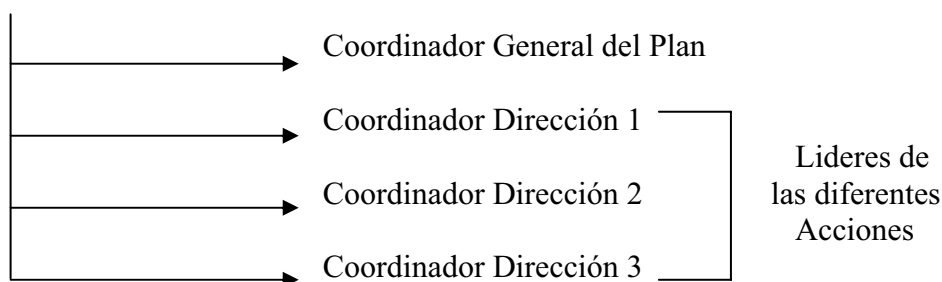 Coordinador General del Plan
Coordinador Dirección 1
Coordinador Dirección 2
Coordinador Dirección 3
Lideres de
las diferentes
Acciones